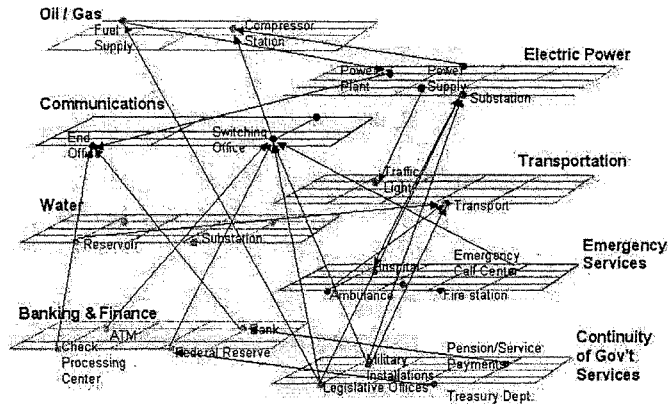 Oil / Gas
Fuel
Supply
Compressor
Station
Electric Power
Power
Plant
Power
Supply
Substation
Communications
End
Office
Switching
Office
Transportation
Traffic
Light
Transport
Water
Reservoir
Substation
Emergency
Services
Emergency
Call Center
Hospital
Ambulance
Fire station
Banking & Finance
ATM
Bank
Check
Processing
Center
Federal Reserve
Continuity
of Gov't
Services
Pension/Service
Payments
Military
Installations
Legislative Offices
Treasury Dept.